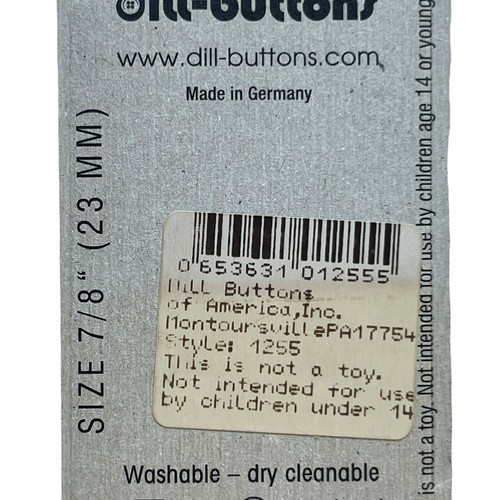 dill-buttons
www.dill-buttons.com
Made in Germany
SIZE 7/8“ (23 MM)
0 653631 012555
Dill Buttons
of America,Inc.
MontoursvillePA17754
Style: 1255
This is not a toy.
Not intended for use
by children under 14
Washable – dry cleanable
is not a toy. Not intended for use by children age 14 or young